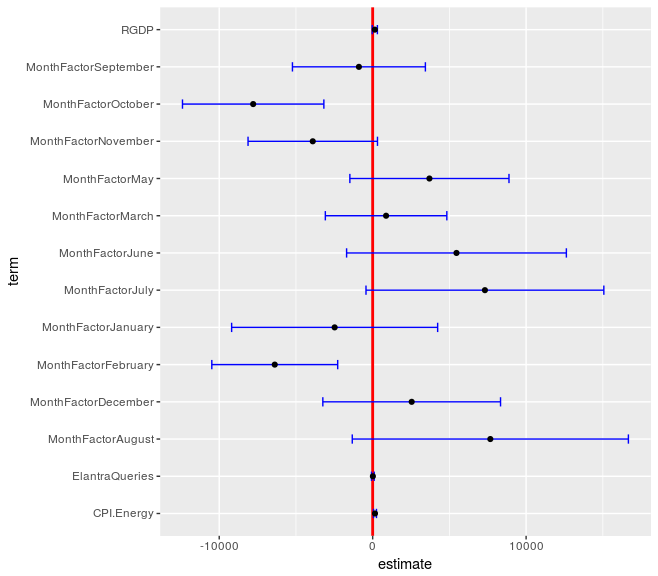 RGDP
MonthFactorSeptember
MonthFactorOctober
MonthFactorNovember
MonthFactorMay
MonthFactorMarch
MonthFactorJune
MonthFactorJuly
MonthFactorJanuary
MonthFactorFebruary
MonthFactorDecember
MonthFactorAugust
ElantraQueries
CPI.Energy
term
-10000 0 10000
estimate